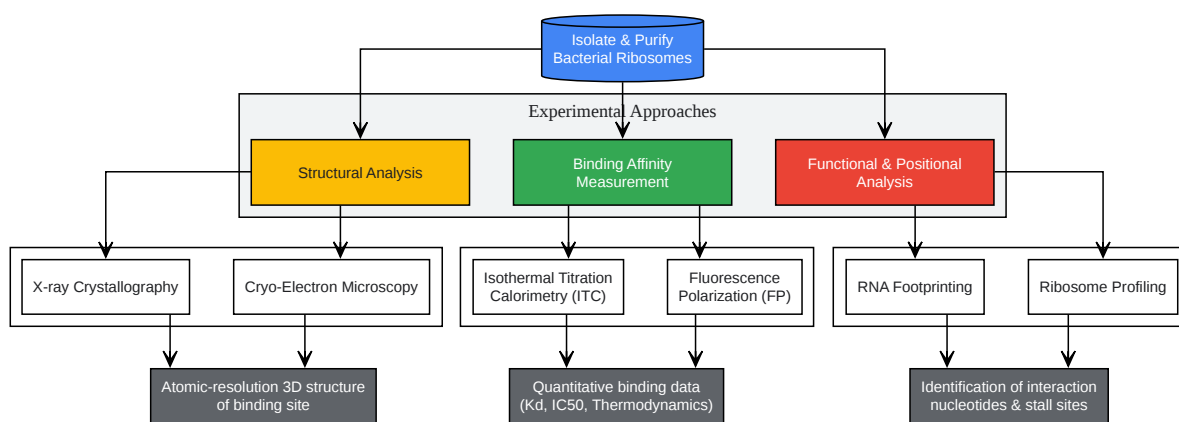 Isolate & Purify
Bacterial Ribosomes
Experimental Approaches
Structural Analysis
Binding Affinity
Measurement
Functional & Positional
Analysis
X-ray Crystallography
Cryo-Electron Microscopy
Isothermal Titration
Calorimetry (ITC)
Fluorescence
Polarization (FP)
RNA Footprinting
Ribosome Profiling
Atomic-resolution 3D structure
of binding site
Quantitative binding data
(Kd, IC50, Thermodynamics)
Identification of interaction
nucleotides & stall sites